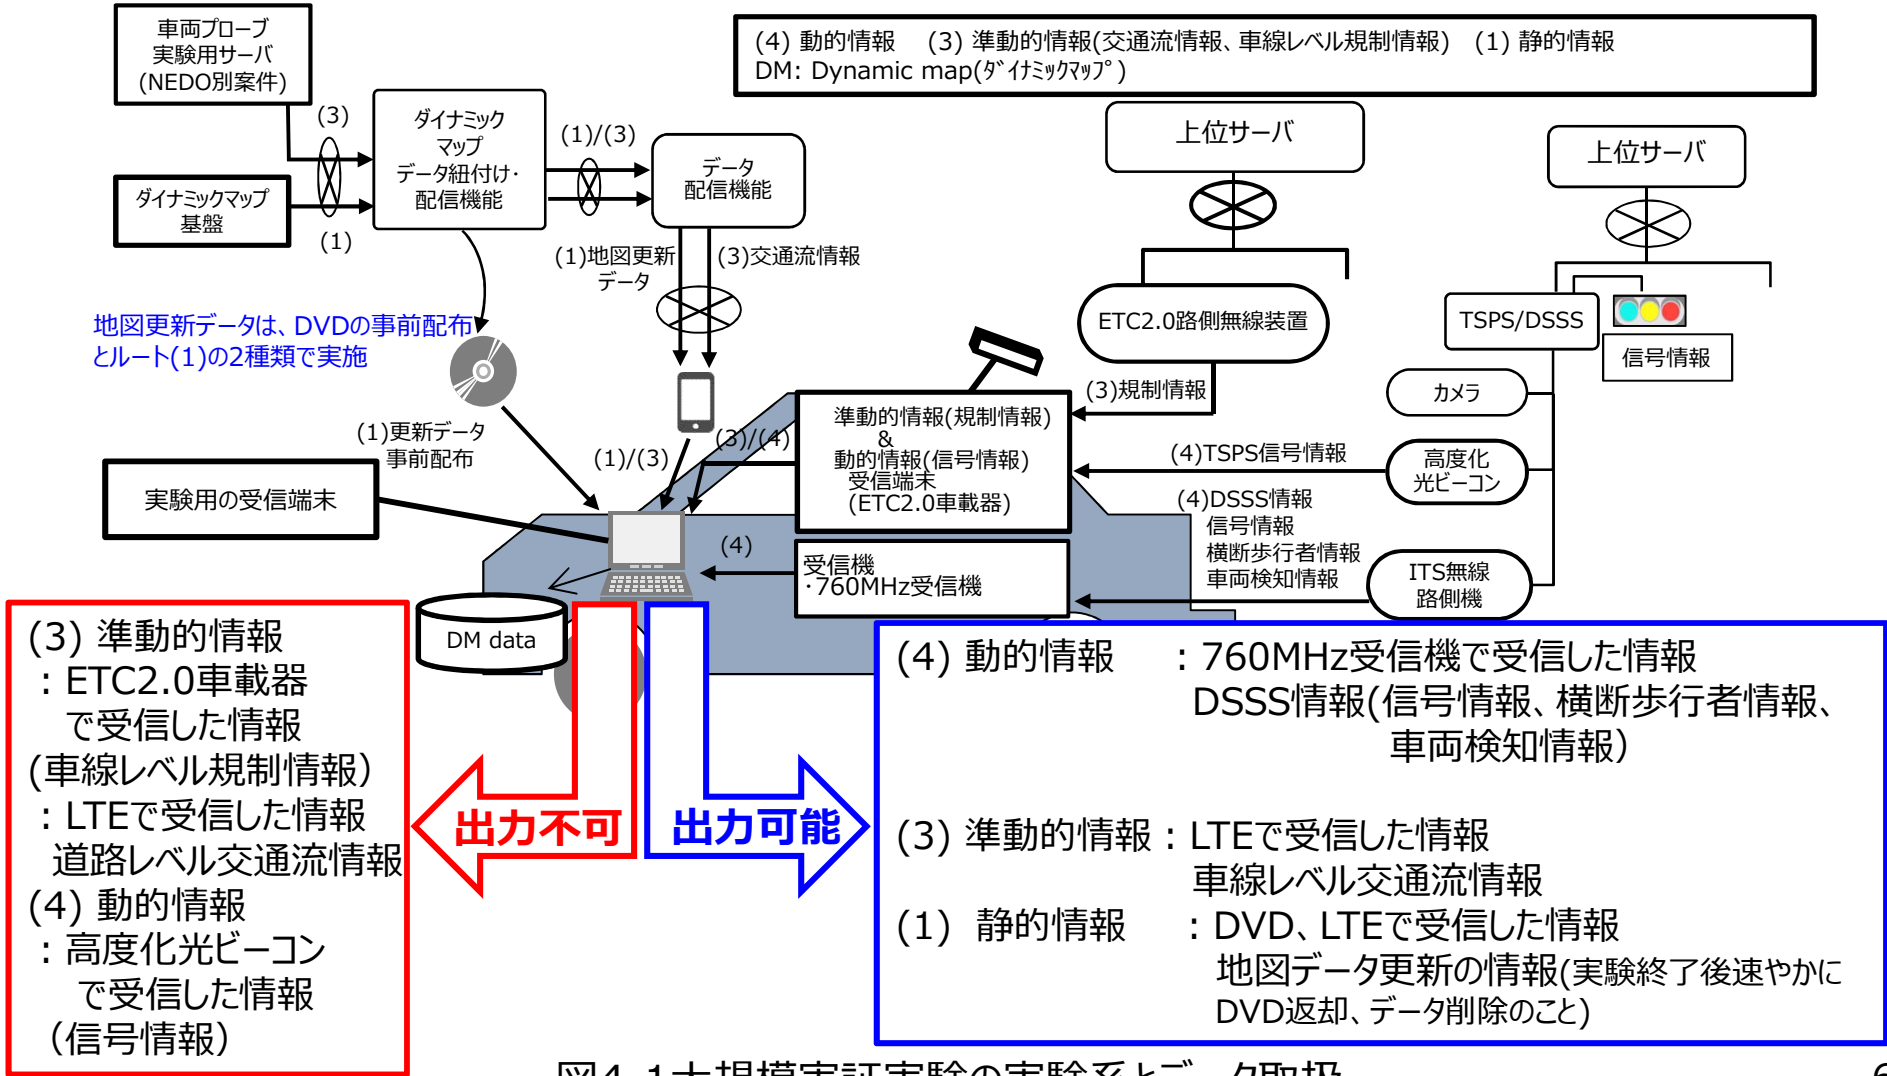 車両プローブ
実験用サーバ
(NEDO別案件)
(4) 動的情報 (3) 準動的情報(交通流情報、車線レベル規制情報) (1) 静的情報
DM: Dynamic map(ﾀﾞｲﾅﾐｯｸﾏｯﾌﾟ)
(3)
ダイナミック
マップ
データ紐付け・
配信機能
(1)/(3)
データ
配信機能
上位サーバ
上位サーバ
ダイナミックマップ
基盤
(1)
(1)地図更新
データ
(3)交通流情報
地図更新データは、DVDの事前配布
とルート(1)の2種類で実施
ETC2.0路側無線装置
TSPS/DSSS
信号情報
(3)規制情報
カメラ
(1)更新データ
事前配布
(1)/(3)
(3)/(4)
準動的情報(規制情報)
&
動的情報(信号情報)
受信端末
(ETC2.0車載器)
(4)TSPS信号情報
高度化
光ビーコン
実験用の受信端末
(4)DSSS情報
信号情報
横断歩行者情報
車両検知情報
(4)
受信機
・760MHz受信機
ITS無線
路側機
DM data
(3) 準動的情報
：ETC2.0車載器
で受信した情報
(車線レベル規制情報）
：LTEで受信した情報
道路レベル交通流情報
(4) 動的情報
：高度化光ビーコン
で受信した情報
（信号情報）
出力不可
出力可能
(4) 動的情報 ：760MHz受信機で受信した情報
DSSS情報(信号情報、横断歩行者情報、
車両検知情報）
(3) 準動的情報：LTEで受信した情報
車線レベル交通流情報
(1) 静的情報 ：DVD、LTEで受信した情報
地図データ更新の情報(実験終了後速やかに
DVD返却、データ削除のこと)
図4-1大規模実証実験の実験系とデータ取扱